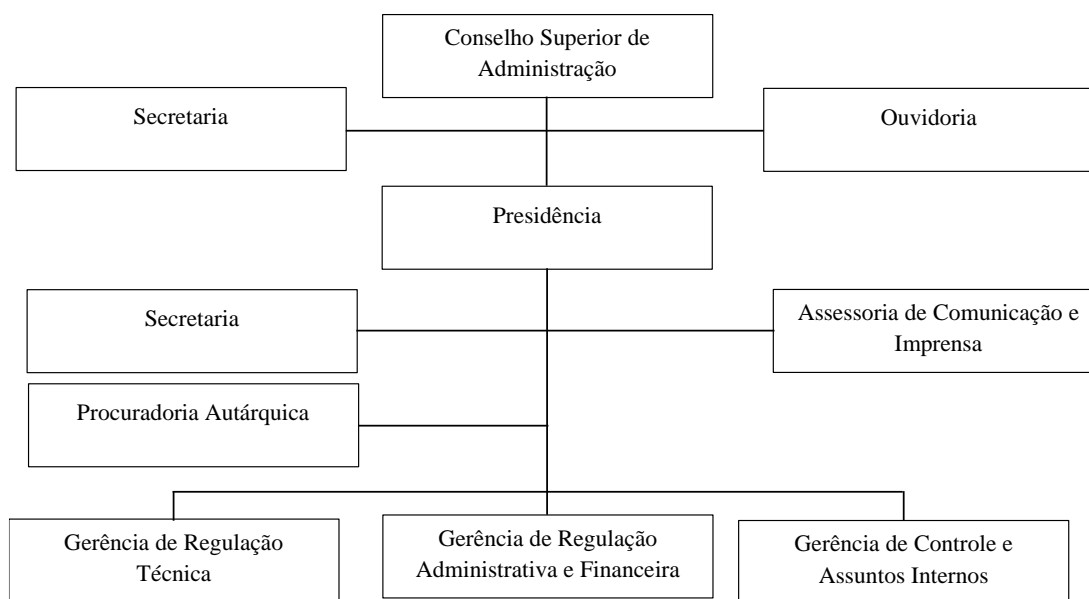 Conselho Superior de
Administração
Secretaria
Ouvidoria
Presidência
Secretaria
Assessoria de Comunicação e
Imprensa
Procuradoria Autárquica
Gerência de Regulação
Técnica
Gerência de Regulação
Administrativa e Financeira
Gerência de Controle e
Assuntos Internos